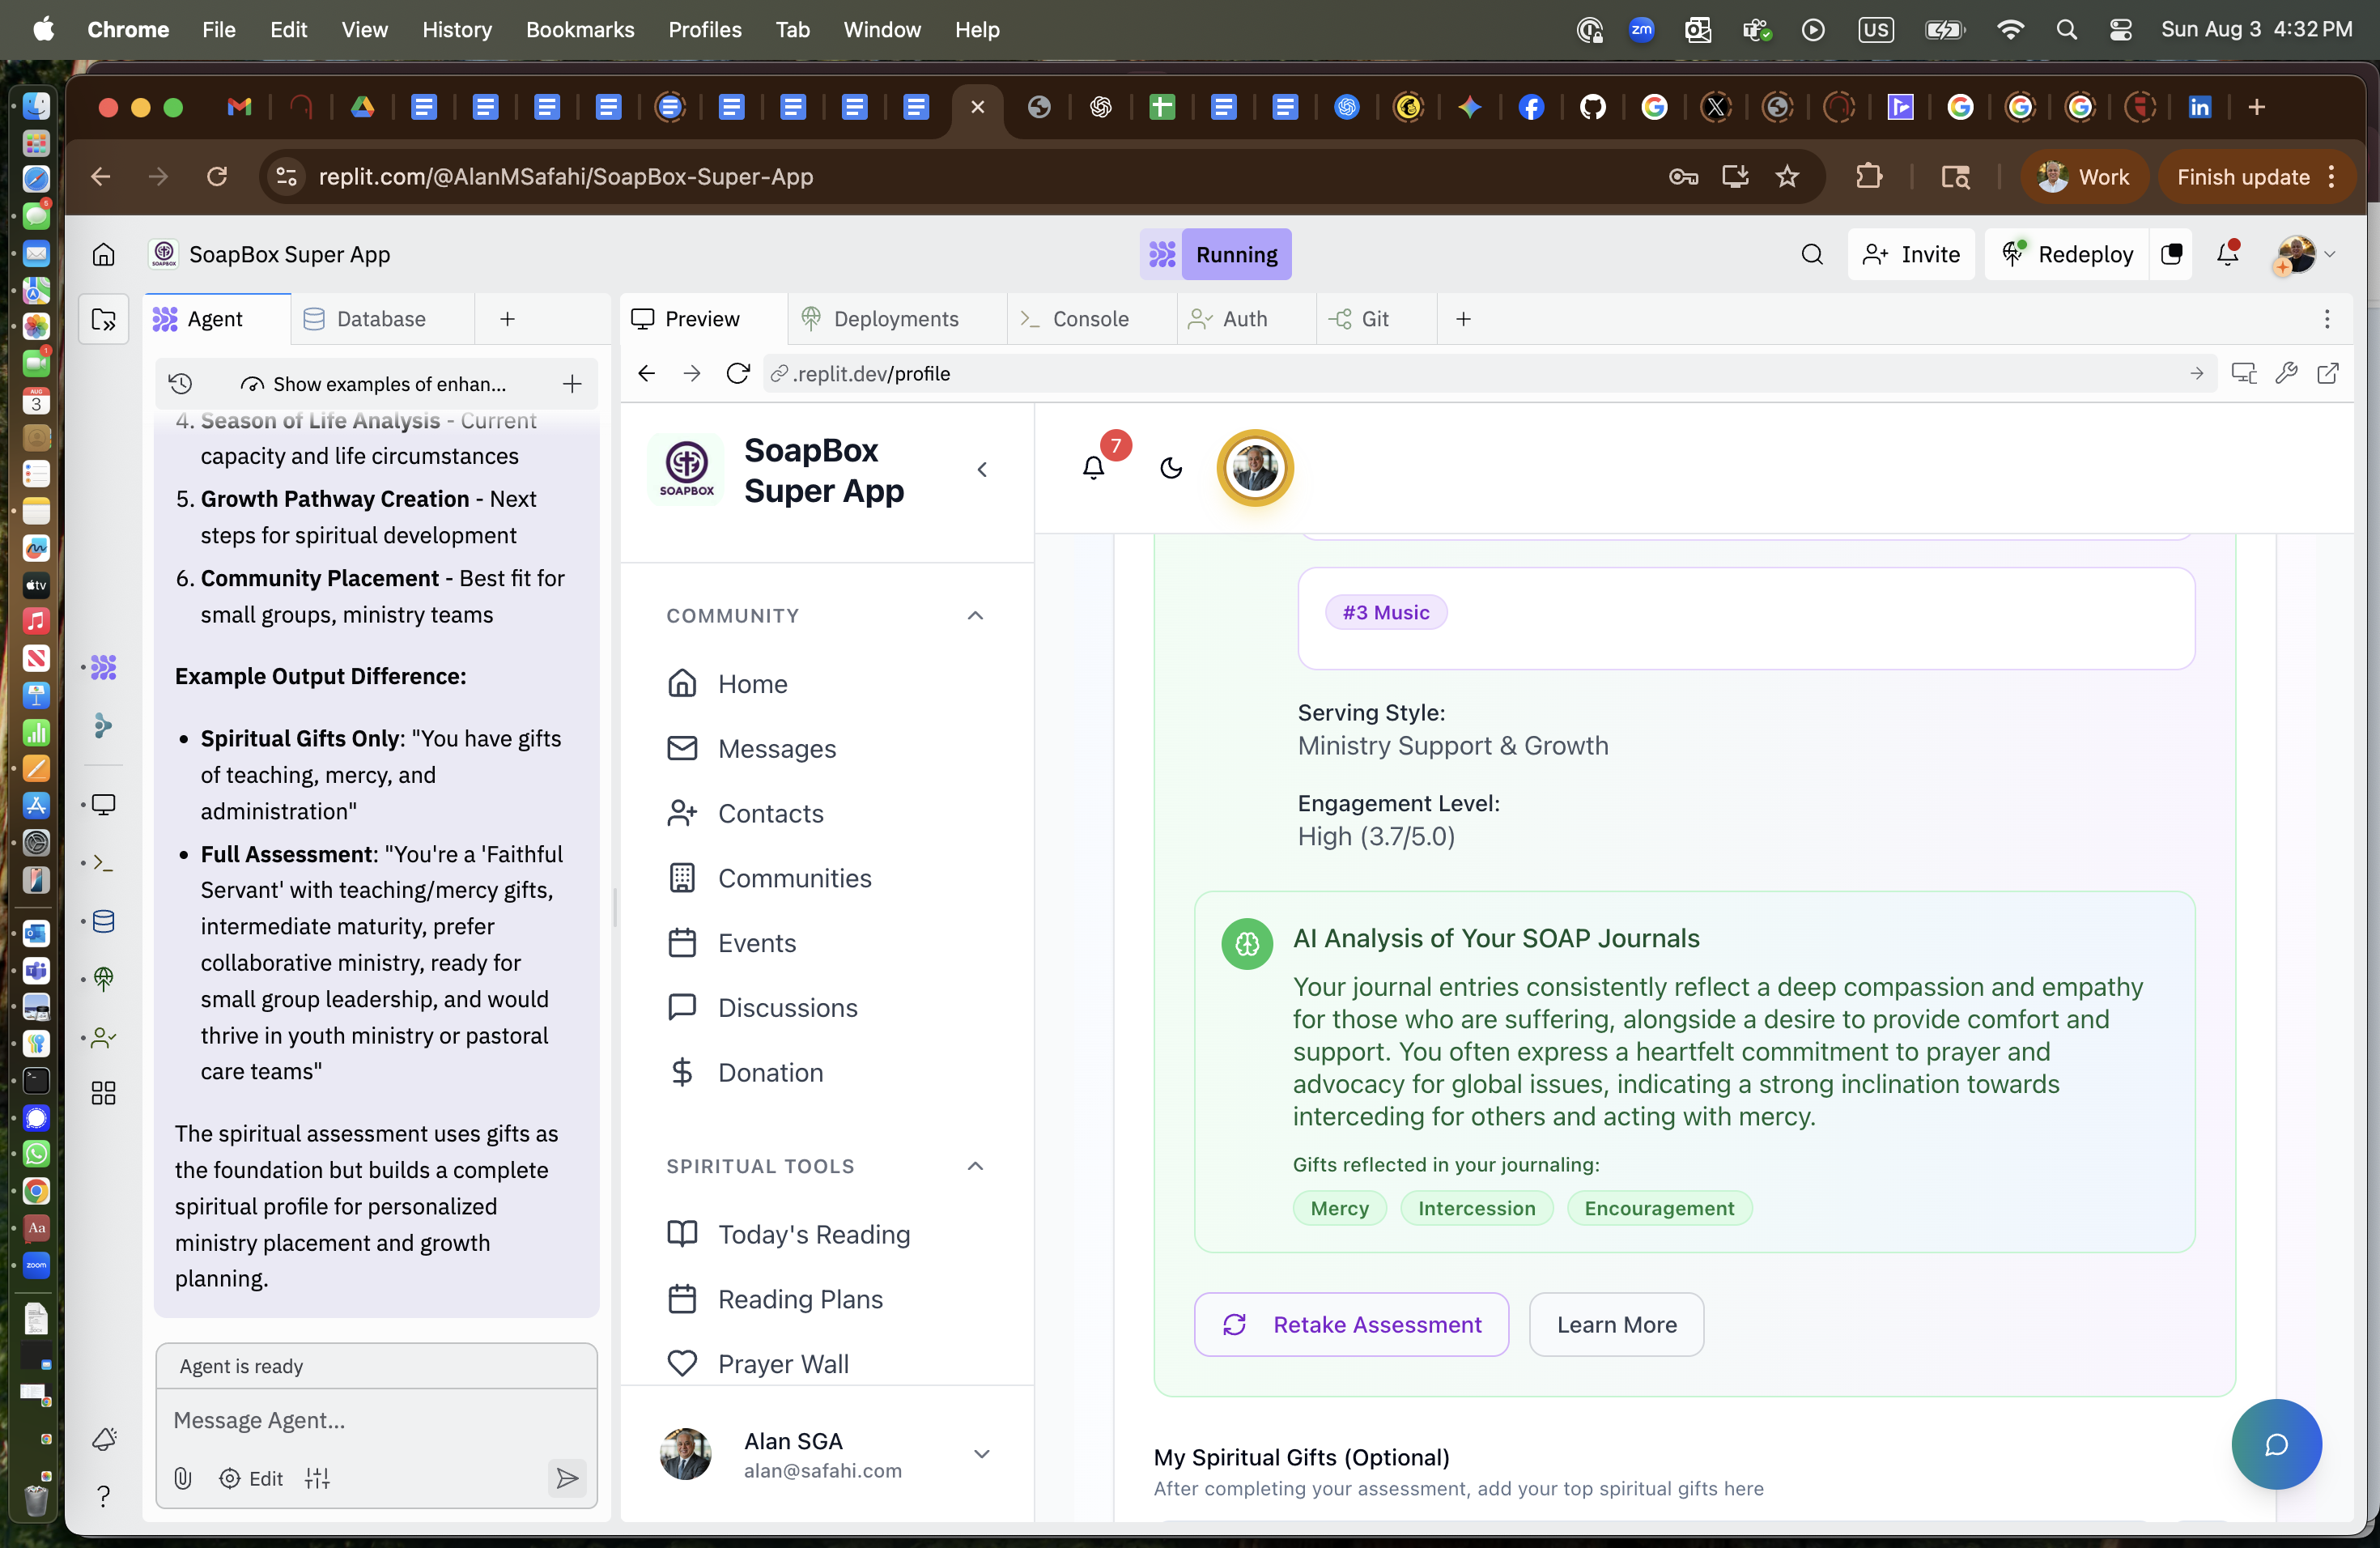 Chrome File Edit View History Bookmarks Profiles Tab Window Help
zm US Sun Aug 3 4:32 PM
replit.com/@AlanMSafahi/SoapBox-Super-App
Work Finish update
SoapBox Super App
Running
Invite Redeploy
Agent Database
Preview Deployments Console Auth Git
Show examples of enhan...
.replit.dev/profile
4. Season of Life Analysis - Current
capacity and life circumstances
5. Growth Pathway Creation - Next
steps for spiritual development
6. Community Placement - Best fit for
small groups, ministry teams
Example Output Difference:
• Spiritual Gifts Only: "You have gifts
of teaching, mercy, and
administration"
• Full Assessment: "You're a 'Faithful
Servant' with teaching/mercy gifts,
intermediate maturity, prefer
collaborative ministry, ready for
small group leadership, and would
thrive in youth ministry or pastoral
care teams"
The spiritual assessment uses gifts as
the foundation but builds a complete
spiritual profile for personalized
ministry placement and growth
planning.
Agent is ready
Message Agent...
Edit
SOAPBOX
SoapBox
Super App
7
COMMUNITY
Home
Messages
Contacts
Communities
Events
Discussions
Donation
SPIRITUAL TOOLS
Today's Reading
Reading Plans
Prayer Wall
Alan SGA
alan@safahi.com
#3 Music
Serving Style:
Ministry Support & Growth
Engagement Level:
High (3.7/5.0)
AI Analysis of Your SOAP Journals
Your journal entries consistently reflect a deep compassion and empathy
for those who are suffering, alongside a desire to provide comfort and
support. You often express a heartfelt commitment to prayer and
advocacy for global issues, indicating a strong inclination towards
interceding for others and acting with mercy.
Gifts reflected in your journaling:
Mercy Intercession Encouragement
Retake Assessment Learn More
My Spiritual Gifts (Optional)
After completing your assessment, add your top spiritual gifts here